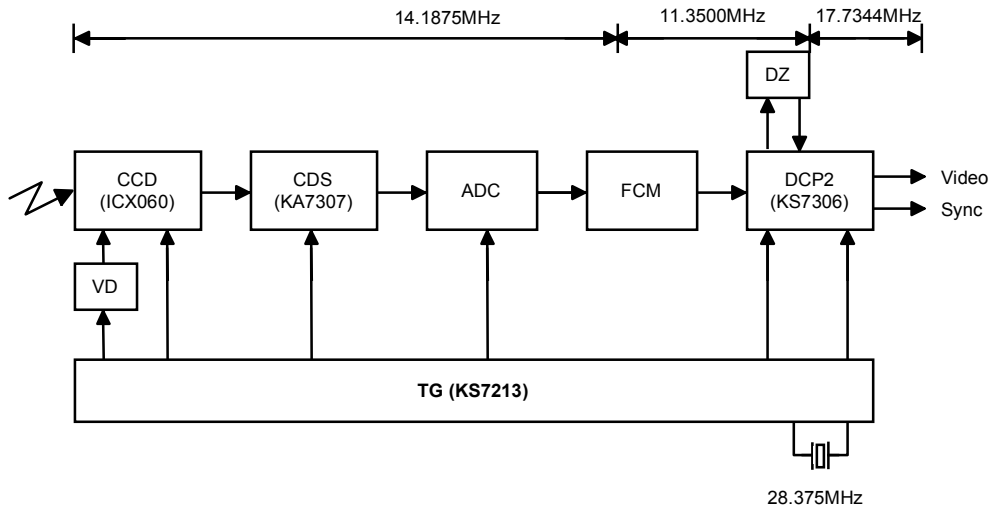 14.1875MHz
11.3500MHz
17.7344MHz
DZ
CCD
(ICX060)
CDS
(KA7307)
ADC
FCM
DCP2
(KS7306)
Video
Sync
VD
TG (KS7213)
28.375MHz